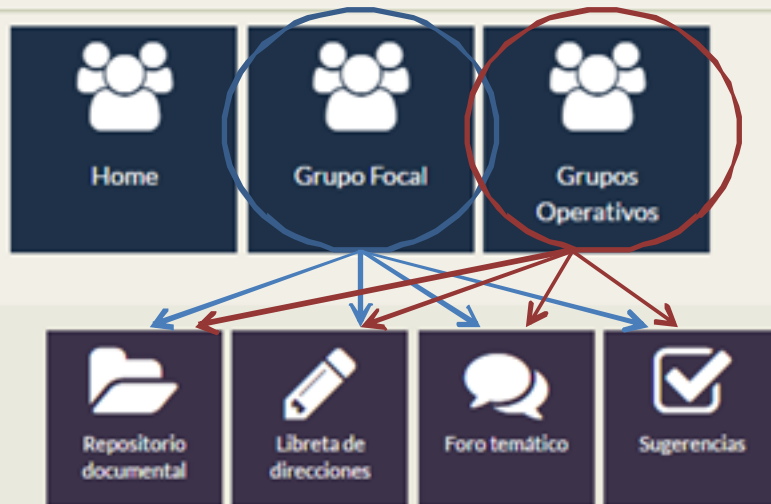 Home
Grupo Focal
Grupos
Operativos
Repositorio
documental
Libreta de
direcciones
Foro temático
Sugerencias